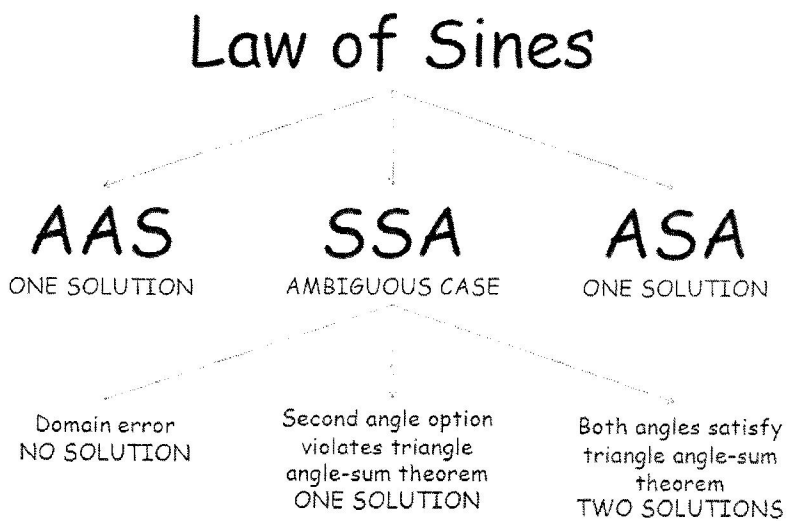 Law of Sines
AAS
ONE SOLUTION
SSA
AMBIGUOUS CASE
ASA
ONE SOLUTION
Domain error
NO SOLUTION
Second angle option
violates triangle
angle-sum theorem
ONE SOLUTION
Both angles satisfy
triangle angle-sum
theorem
TWO SOLUTIONS